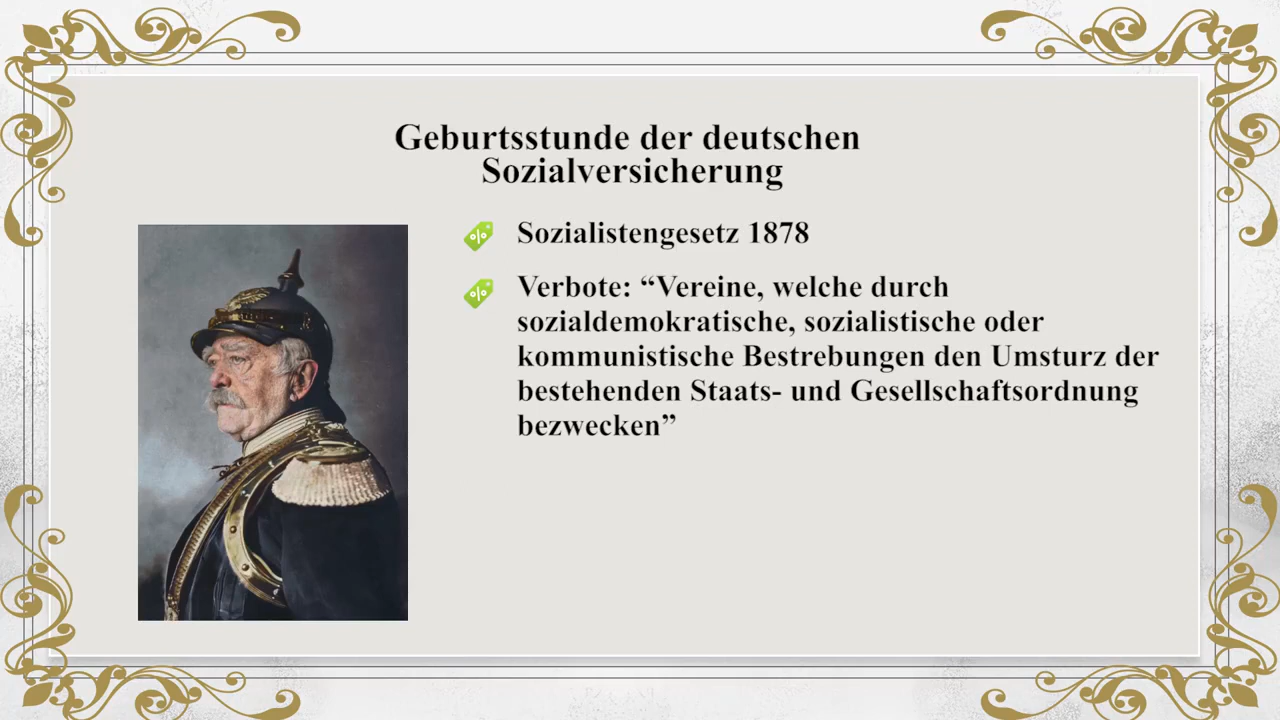 Geburtsstunde der deutschen
Sozialversicherung
Sozialistengesetz 1878
Verbote: “Vereine, welche durch
sozialdemokratische, sozialistische oder
kommunistische Bestrebungen den Umsturz der
bestehenden Staats- und Gesellschaftsordnung
bezwecken”